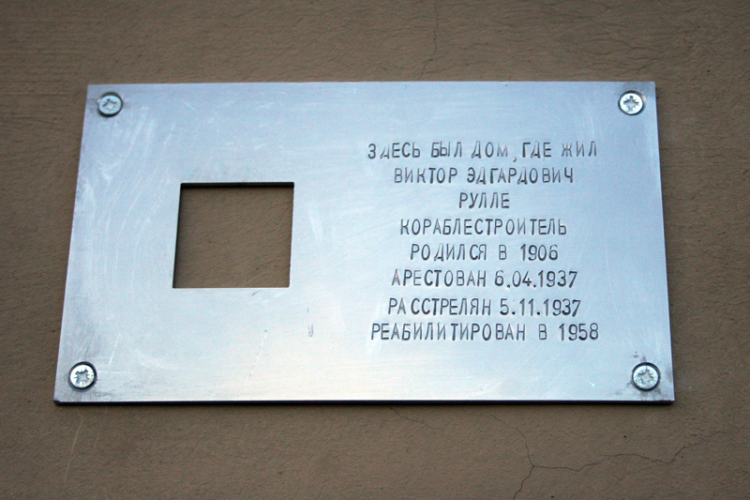 ЗДЕСЬ БЫЛ ДОМ, ГДЕ ЖИЛ
ВИКТОР ЭДГАРДОВИЧ
РУЛЛЕ
КОРАБЛЕСТРОИТЕЛЬ
РОДИЛСЯ В 1906
АРЕСТОВАН 6.04.1937
РАССТРЕЛЯН 5.11.1937
РЕАБИЛИТИРОВАН В 1958